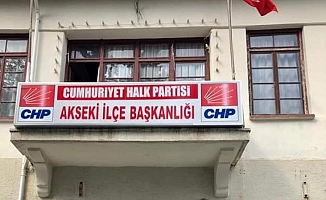 CUMHURİYET HALK PARTİSİ
AKSEKİ İLÇE BAŞKANLIĞI
CHP
CHP